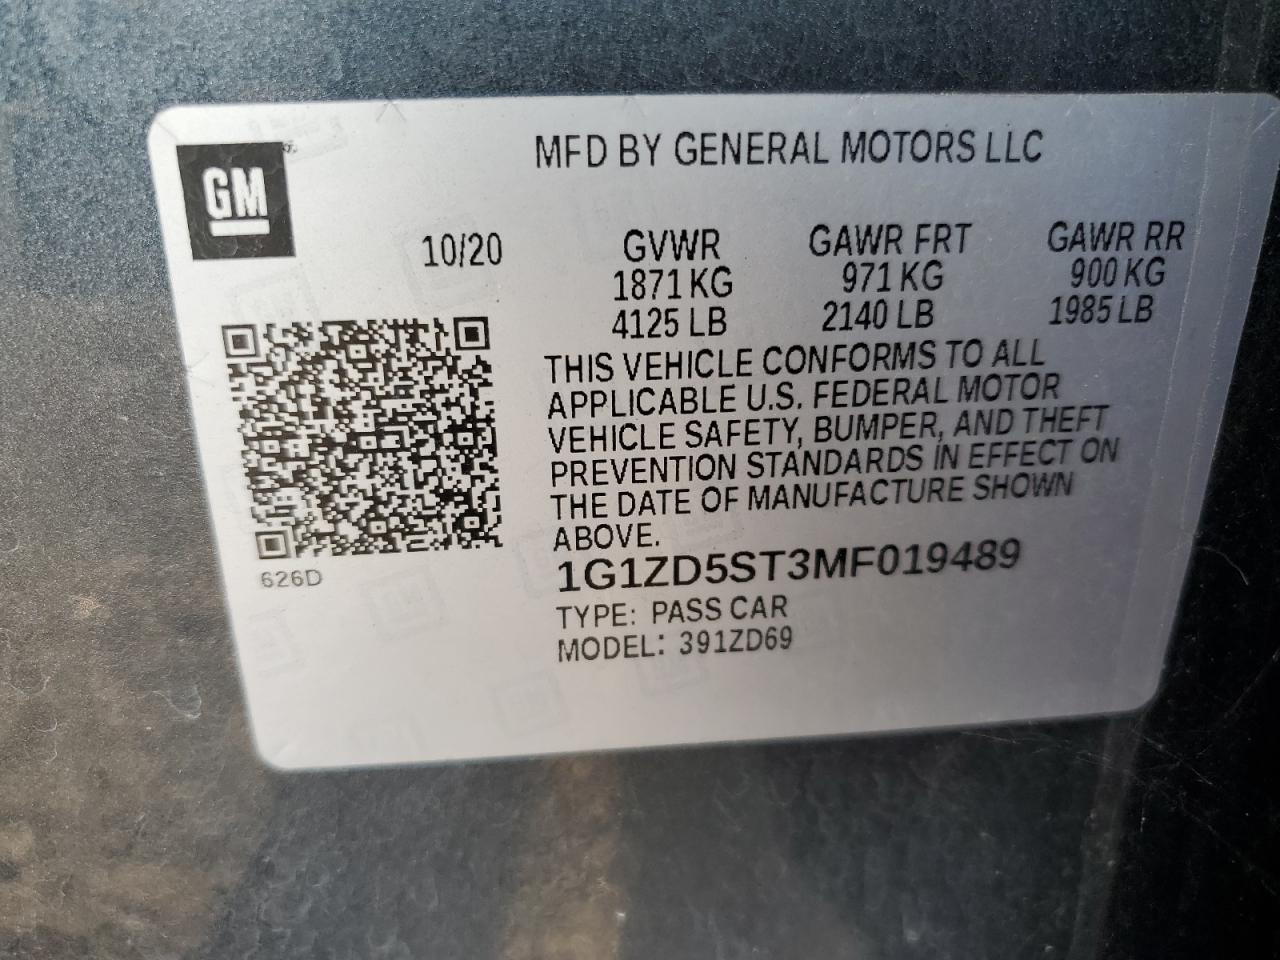 GM
MFD BY GENERAL MOTORS LLC
10/20
GVWR
1871 KG
4125 LB
GAWR FRT
971 KG
2140 LB
GAWR RR
900 KG
1985 LB
THIS VEHICLE CONFORMS TO ALL
APPLICABLE U.S. FEDERAL MOTOR
VEHICLE SAFETY, BUMPER, AND THEFT
PREVENTION STANDARDS IN EFFECT ON
THE DATE OF MANUFACTURE SHOWN
ABOVE.
626D
1G1ZD5ST3MF019489
TYPE: PASS CAR
MODEL: 391ZD69